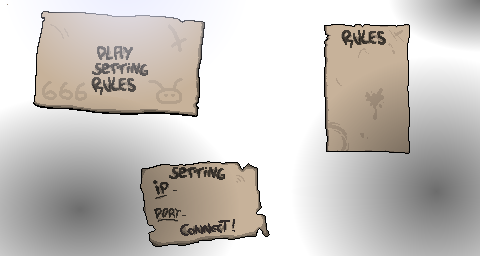 PLAY
SETTING
RULES
666
RULES
SETTING
IP -
PORT-
CONNECT!